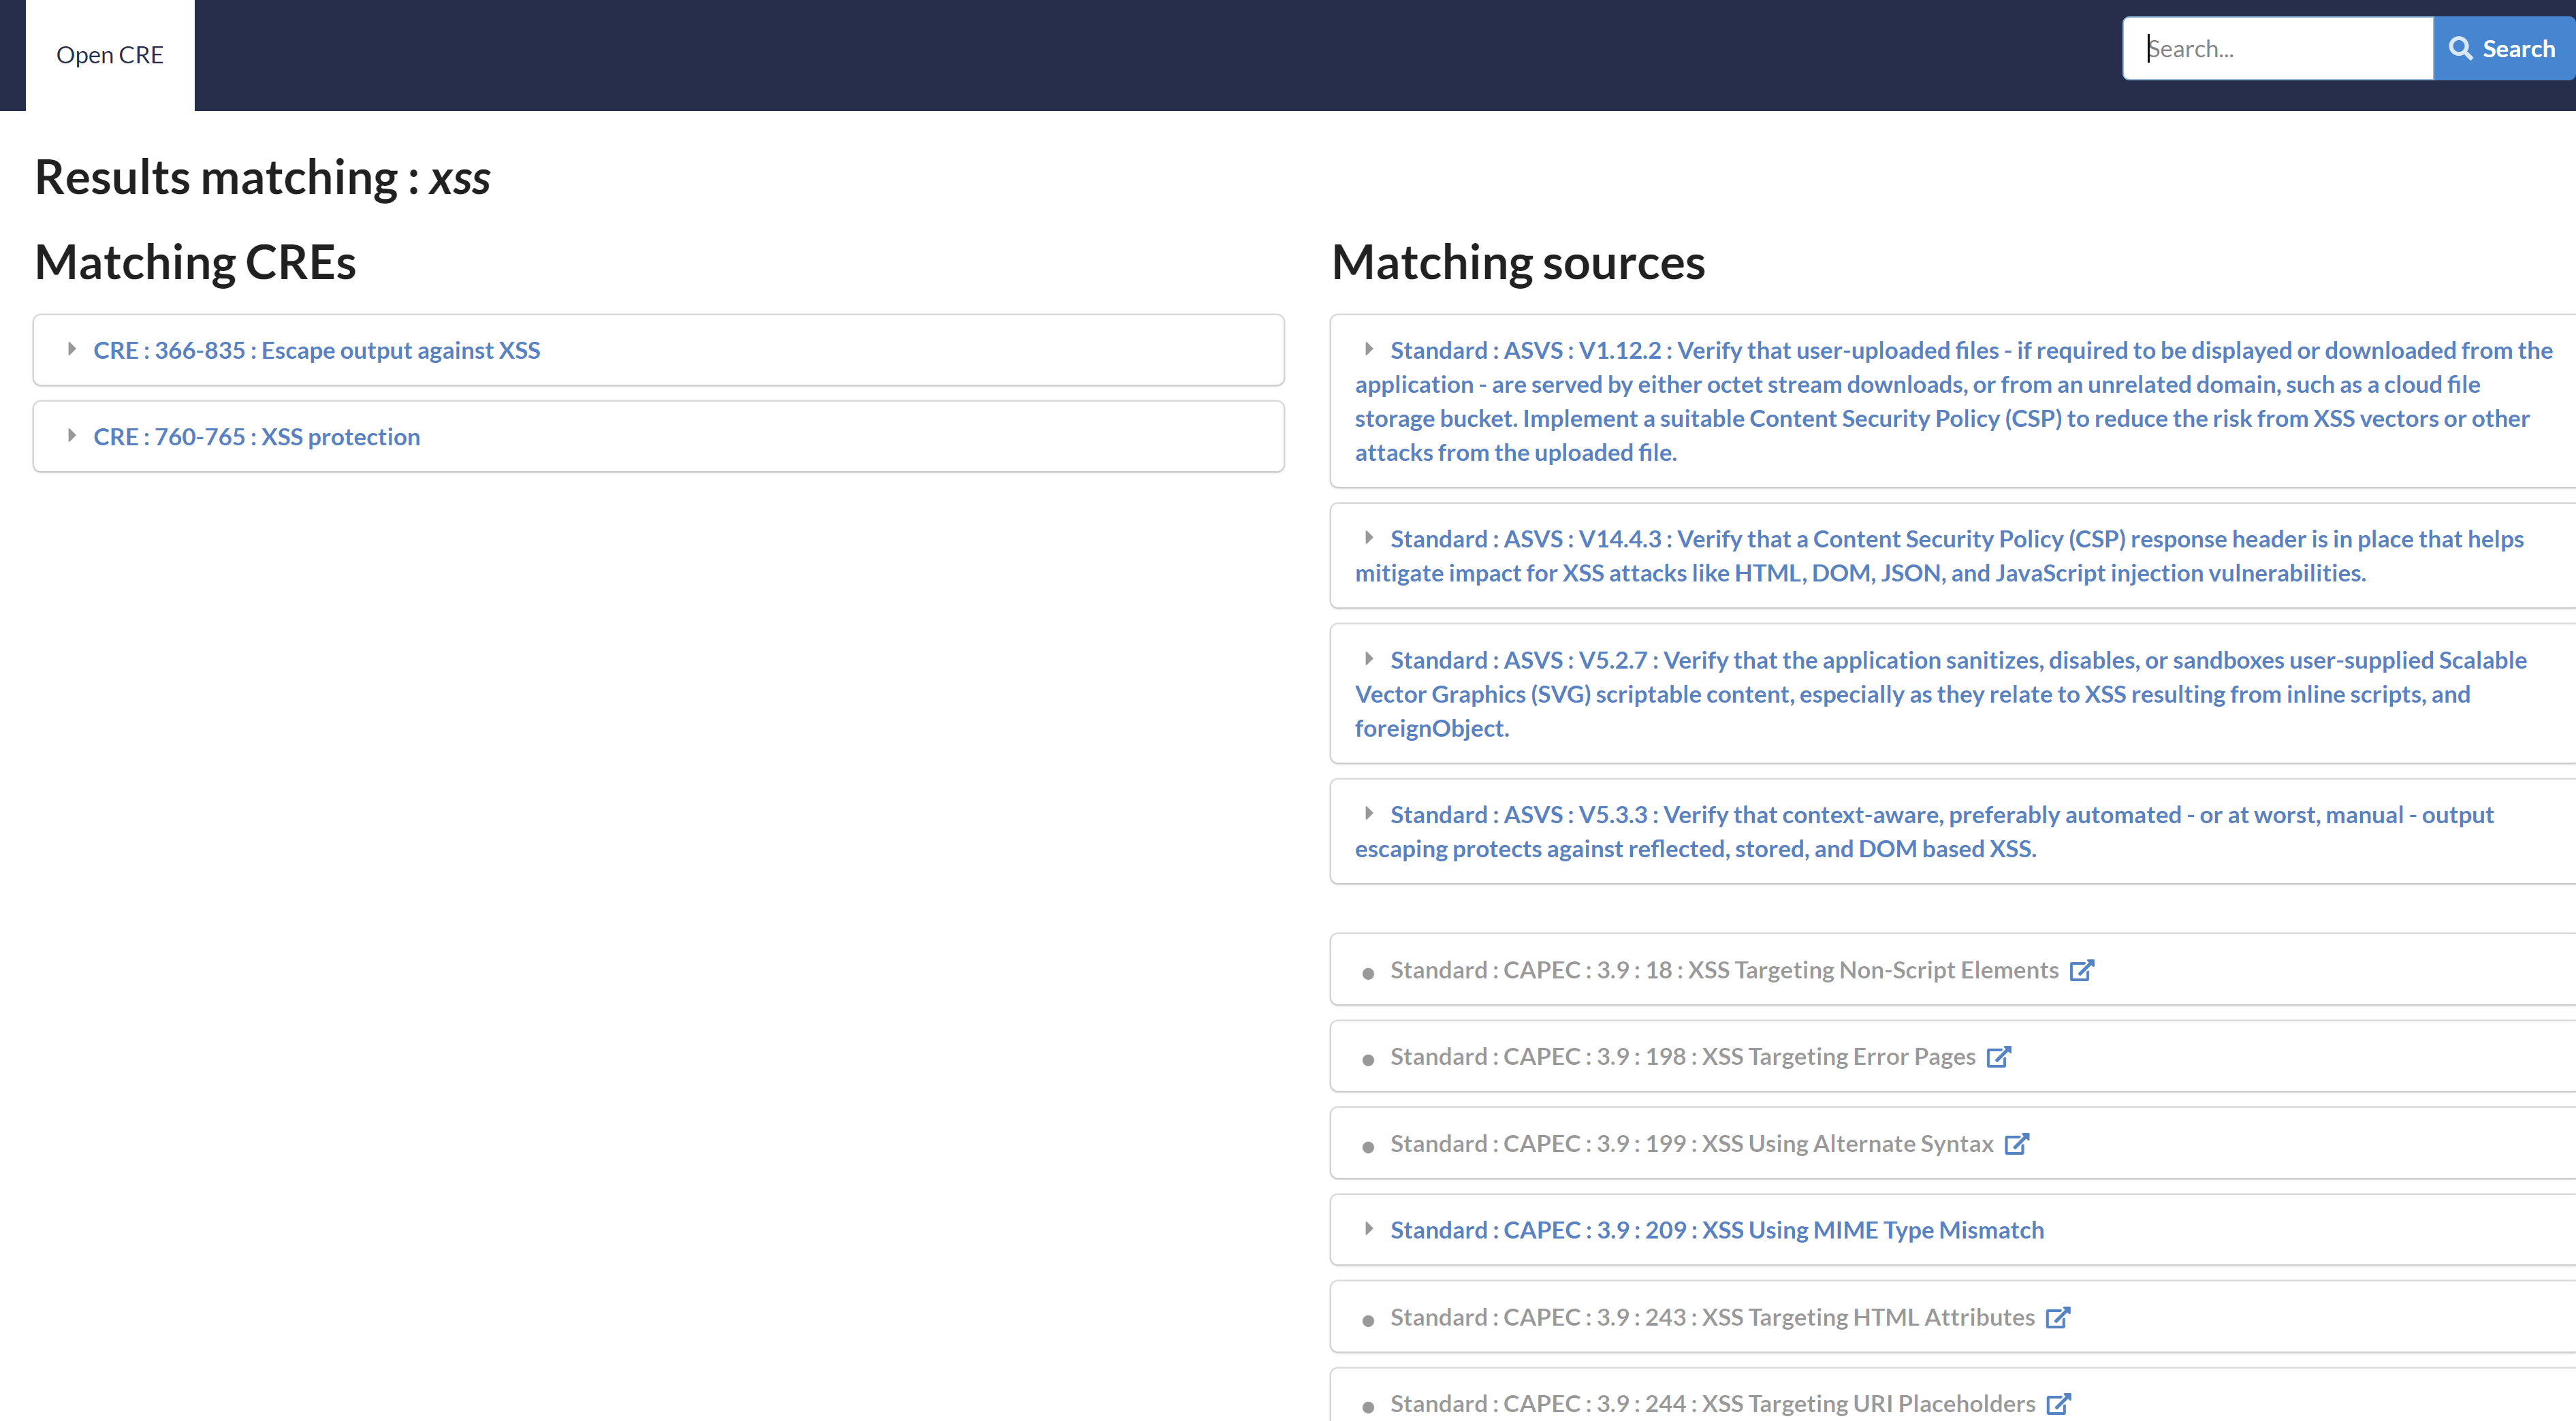 Open CRE
Search...
Search
Results matching : xss
Matching CREs
CRE : 366-835 : Escape output against XSS
CRE : 760-765 : XSS protection
Matching sources
Standard : ASVS : V1.12.2 : Verify that user-uploaded files - if required to be displayed or downloaded from the
application - are served by either octet stream downloads, or from an unrelated domain, such as a cloud file
storage bucket. Implement a suitable Content Security Policy (CSP) to reduce the risk from XSS vectors or other
attacks from the uploaded file.
Standard : ASVS : V14.4.3 : Verify that a Content Security Policy (CSP) response header is in place that helps
mitigate impact for XSS attacks like HTML, DOM, JSON, and JavaScript injection vulnerabilities.
Standard : ASVS : V5.2.7 : Verify that the application sanitizes, disables, or sandboxes user-supplied Scalable
Vector Graphics (SVG) scriptable content, especially as they relate to XSS resulting from inline scripts, and
foreignObject.
Standard : ASVS : V5.3.3 : Verify that context-aware, preferably automated - or at worst, manual - output
escaping protects against reflected, stored, and DOM based XSS.
Standard : CAPEC : 3.9 : 18 : XSS Targeting Non-Script Elements
Standard : CAPEC : 3.9 : 198 : XSS Targeting Error Pages
Standard : CAPEC : 3.9 : 199 : XSS Using Alternate Syntax
Standard : CAPEC : 3.9 : 209 : XSS Using MIME Type Mismatch
Standard : CAPEC : 3.9 : 243 : XSS Targeting HTML Attributes
Standard : CAPEC : 3.9 : 244 : XSS Targeting URI Placeholders